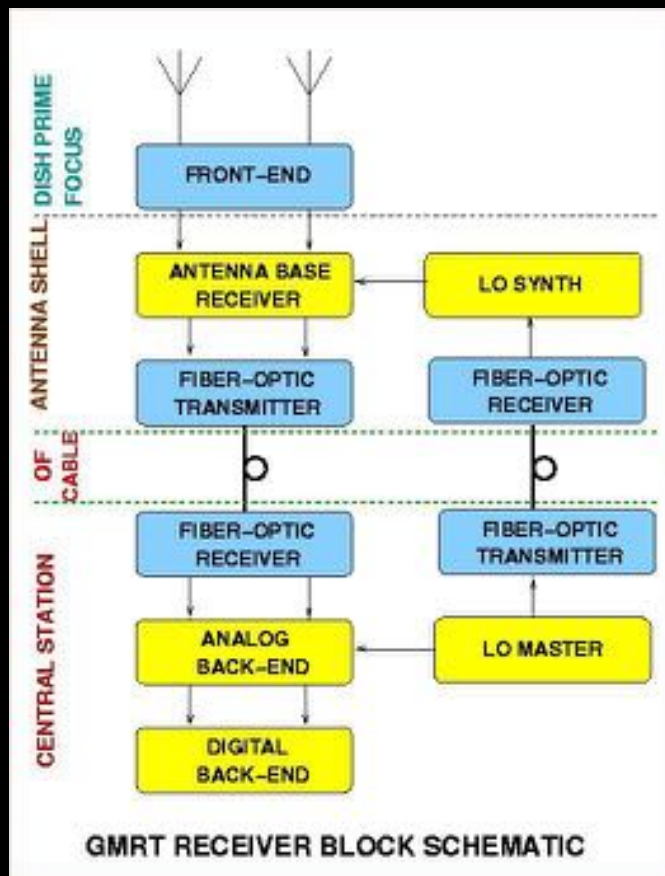 DISH PRIME
FOCUS
FRONT-END
ANTENNA SHELL
ANTENNA BASE
RECEIVER
LO SYNTH
FIBER-OPTIC
TRANSMITTER
FIBER-OPTIC
RECEIVER
OF
CABLE
FIBER-OPTIC
RECEIVER
FIBER-OPTIC
TRANSMITTER
CENTRAL STATION
ANALOG
BACK-END
LO MASTER
DIGITAL
BACK-END
GMRT RECEIVER BLOCK SCHEMATIC